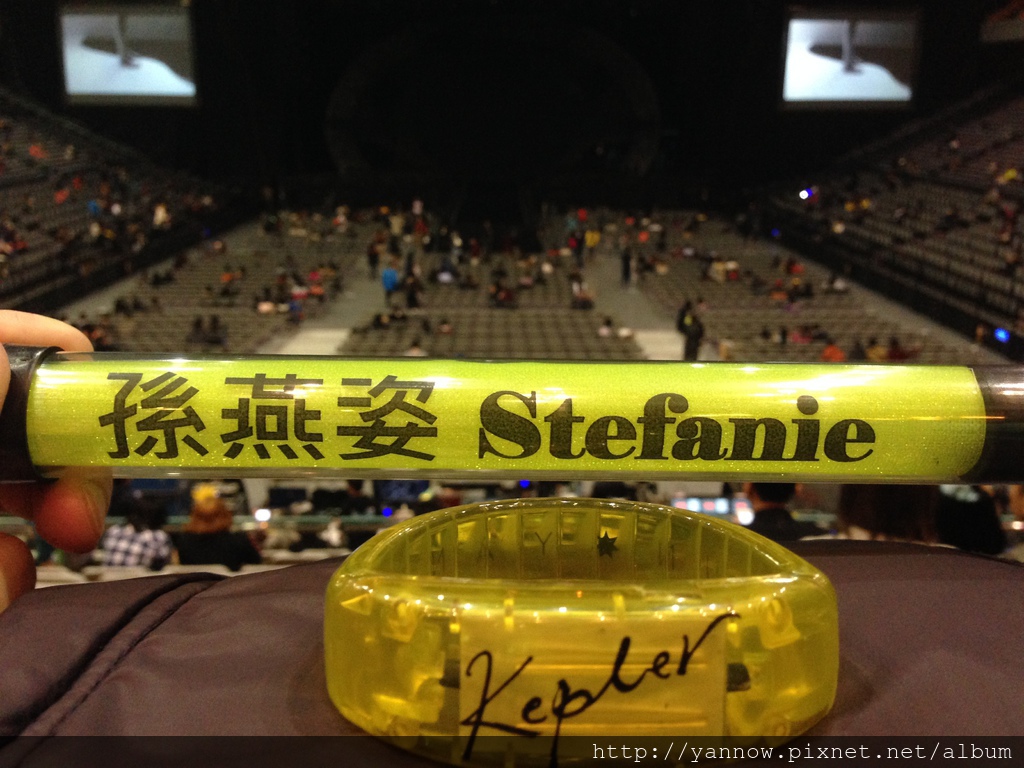 孫燕姿 Stefanie
Kepler
http://yannow.pixnet.net/album